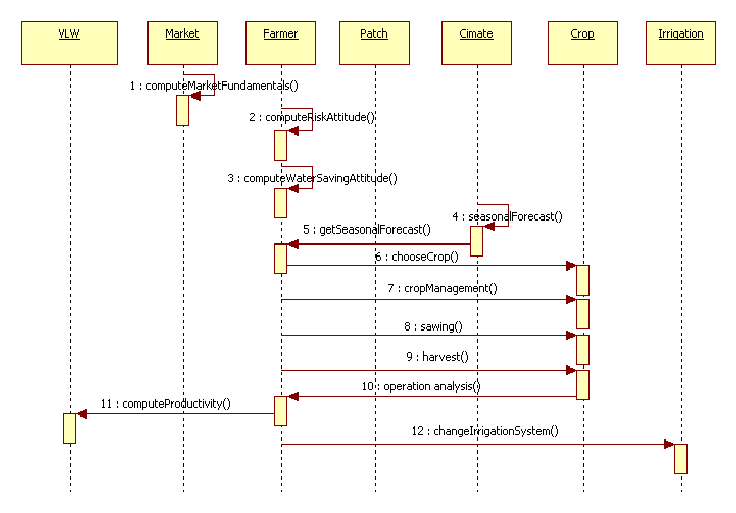 VLW
Market
Farmer
Patch
Cimate
Crop
Irrigation
1 : computeMarketFundamentals()
2 : computeRiskAttitude()
3 : computeWaterSavingAttitude()
4 : seasonalForecast()
5 : getSeasonalForecast()
6 : chooseCrop()
7 : cropManagement()
8 : sawing()
9 : harvest()
10 : operation analysis()
11 : computeProductivity()
12 : changeIrrigationSystem()